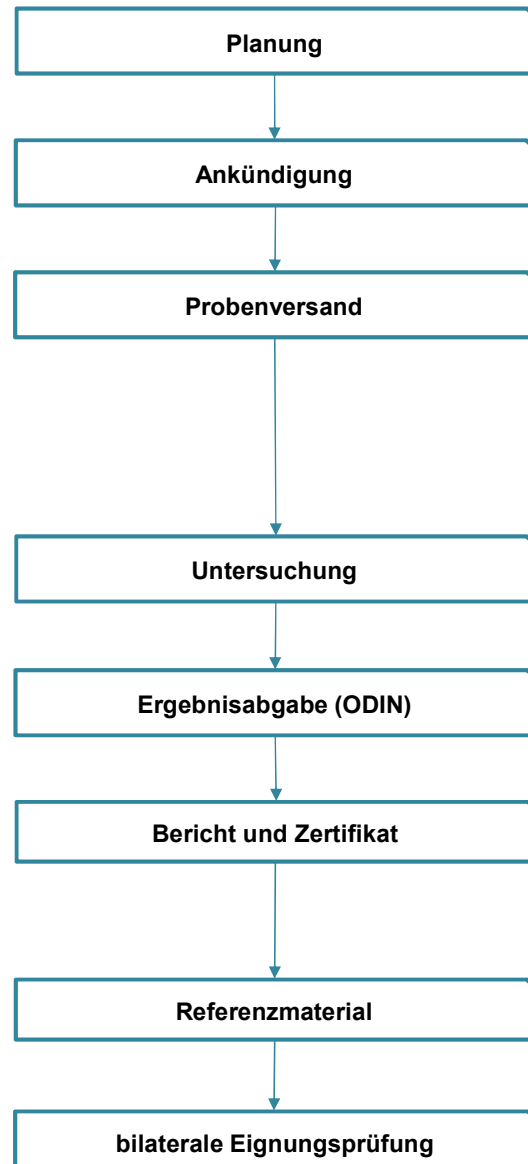 Planung
Ankündigung
Probenversand
Untersuchung
Ergebnisabgabe (ODIN)
Bericht und Zertifikat
Referenzmaterial
bilaterale Eignungsprüfung